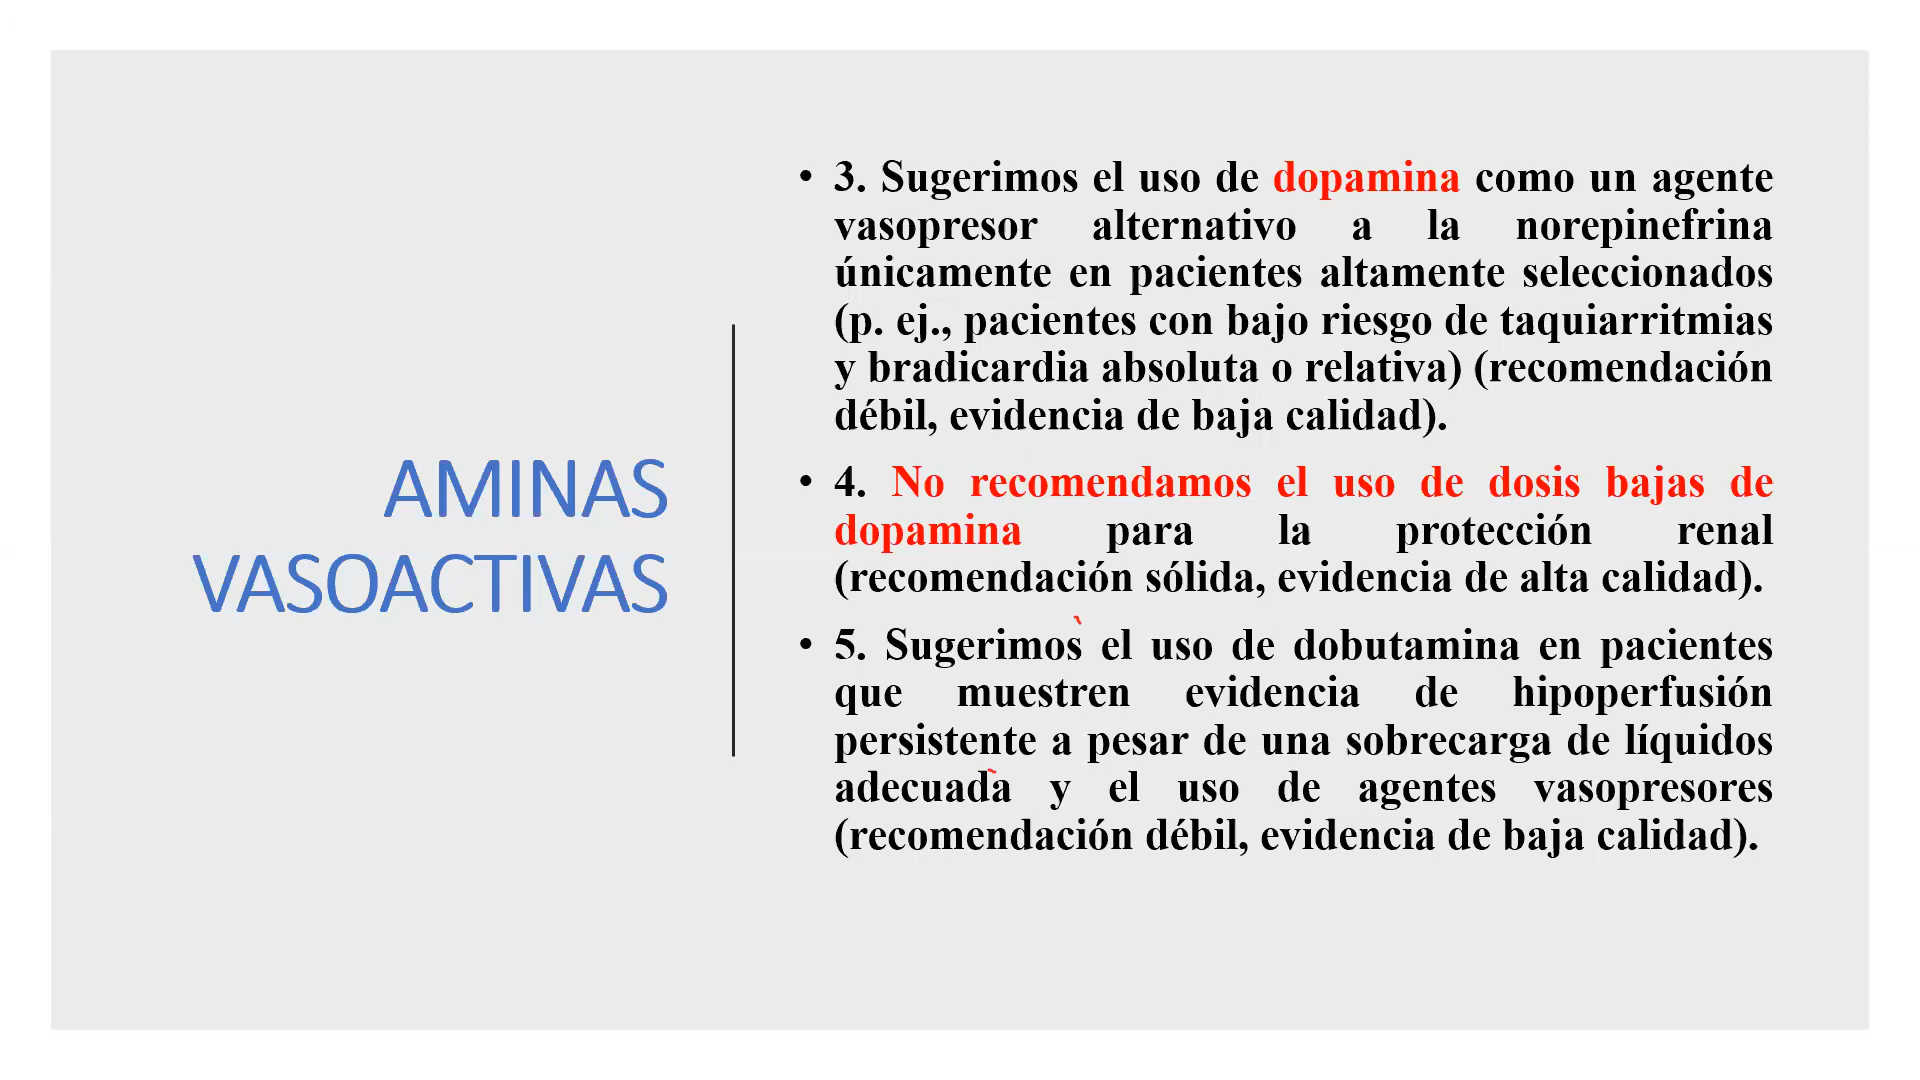 AMINAS
VASOACTIVAS
• 3. Sugerimos el uso de dopamina como un agente
vasopresor alternativo a la norepinefrina
únicamente en pacientes altamente seleccionados
(p. ej., pacientes con bajo riesgo de taquiarritmias
y bradicardia absoluta o relativa) (recomendación
débil, evidencia de baja calidad).
• 4. No recomendamos el uso de dosis bajas de
dopamina para la protección renal
(recomendación sólida, evidencia de alta calidad).
• 5. Sugerimos el uso de dobutamina en pacientes
que muestren evidencia de hipoperfusión
persistente a pesar de una sobrecarga de líquidos
adecuada y el uso de agentes vasopresores
(recomendación débil, evidencia de baja calidad).